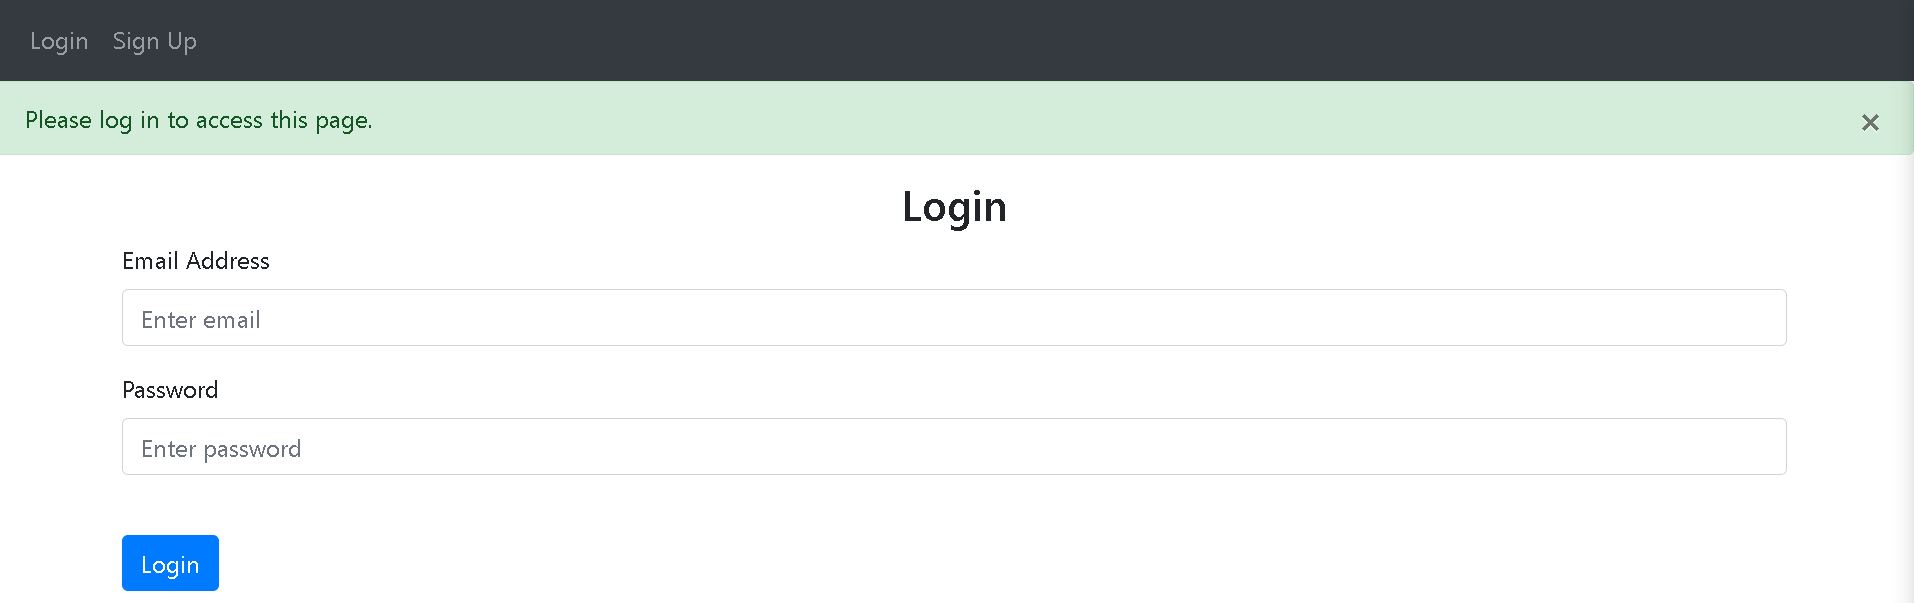 Login Sign Up
Please log in to access this page. ×
Login
Email Address
Enter email
Password
Enter password
Login